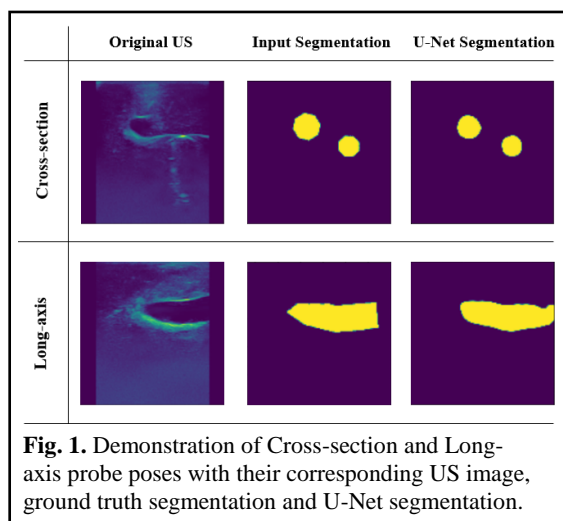 Original US Input Segmentation U-Net Segmentation
Cross-section
Long-axis
Fig. 1. Demonstration of Cross-section and Long-
axis probe poses with their corresponding US image,
ground truth segmentation and U-Net segmentation.